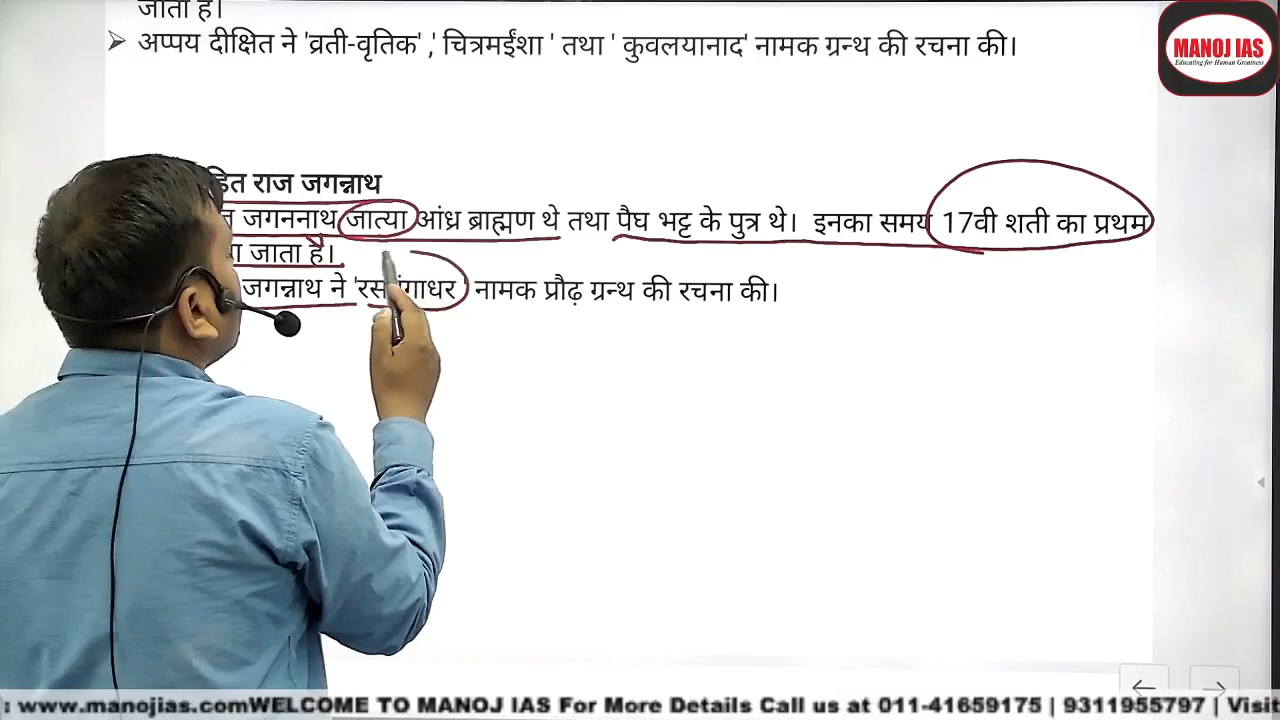 जाता है।
➢ अप्पय दीक्षित ने 'व्रती-वृतिक' ,' चित्रमईंशा ' तथा ' कुवलयानाद' नामक ग्रन्थ की रचना की।
MANOJ IAS
Educating for Human Greatness
राज जगन्नाथ
जगननाथ जात्या आंध्र ब्राह्मण थे तथा पैघ भट्ट के पुत्र थे। इनका समय 17वी शती का प्रथम
जाता है।
जगन्नाथ ने नामक प्रौढ़ ग्रन्थ की रचना की।
: www.manojias.comWELCOME TO MANOJ IAS For More Details Call us at 011-41659175 | 9311955797 | Visit